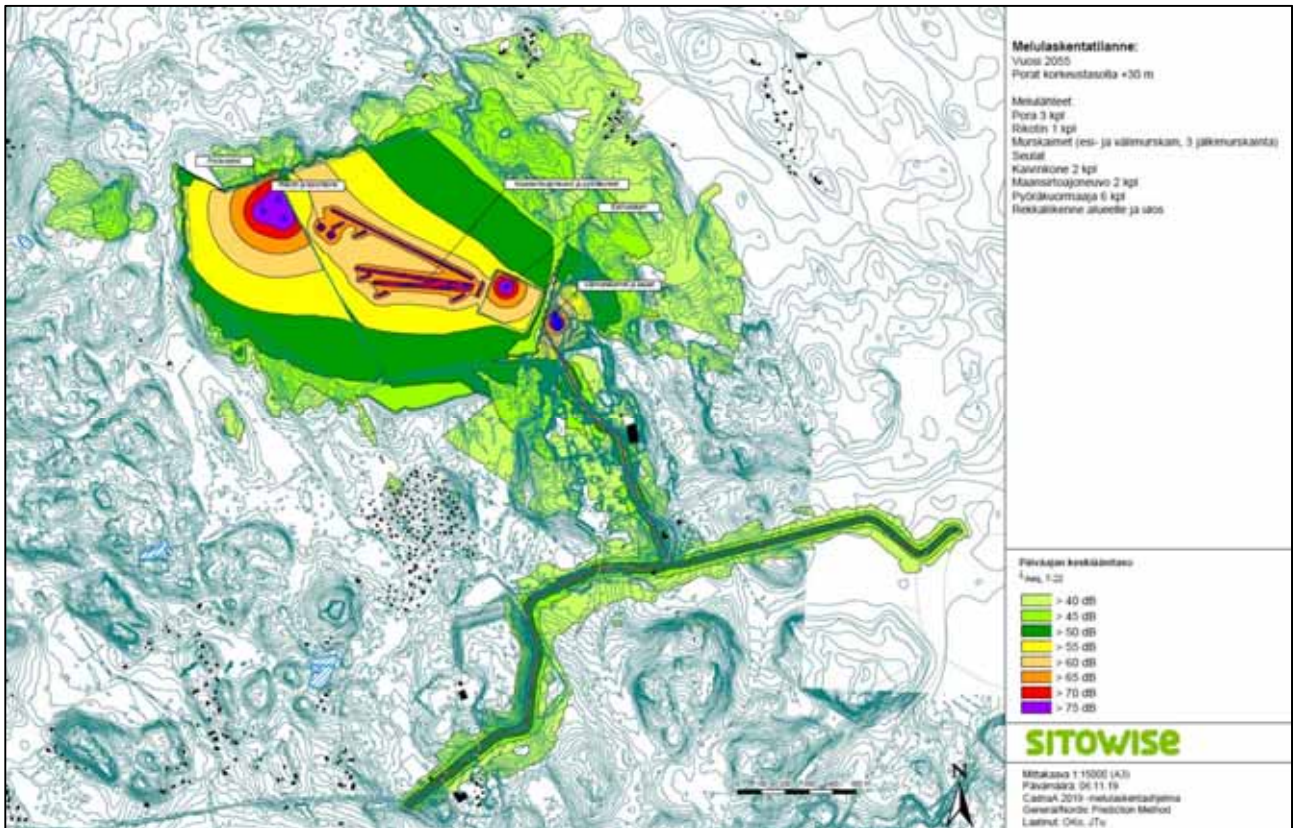 Melulaskentatilanne:
Vuosi 2055
Porat korkeustasolla +30 m
Melulähteet
Pora 3 kpl
Rikotin 1 kpl
Murskaimet (esi- ja välimurskain, 3 jälkimurskainta)
Seulat
Kaivinkone 2 kpl
Maansiirtoajoneuvo 2 kpl
Pyöräkuormaaja 6 kpl
Rekkaliikenne alueelle ja ulos
Päiväajan keskiäänitaso
LAeq, 7-22
> 40 dB
> 45 dB
> 50 dB
> 55 dB
> 60 dB
> 65 dB
> 70 dB
> 75 dB
SITOWISE
N
Mittakaava 1:15000 (A3)
Päivämäärä: 06.11.19
CadnaA 2019 -melulaskentaohjelma
General/Nordic Prediction Method
Laatinut: OKo, JTu